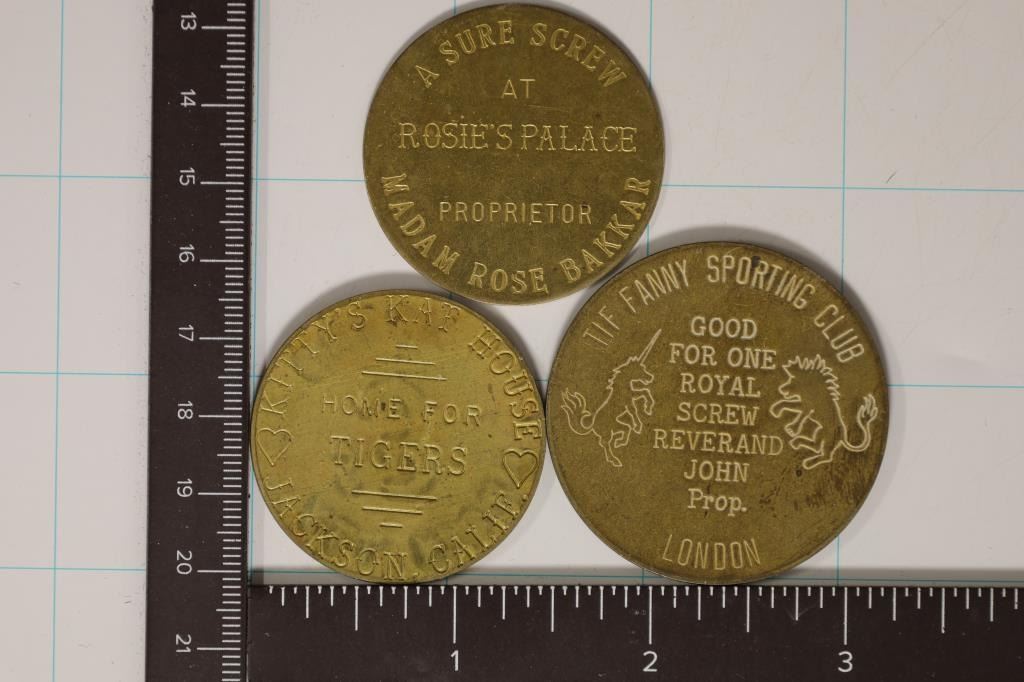 A SURE SCREW
AT
ROSIE'S PALACE
PROPRIETOR
MADAM ROSE BAKKAR
KITTY'S KAT HOUSE
HOME FOR
TIGERS
JACKSON, CALIF.
TIF FANNY SPORTING CLUB
GOOD
FOR ONE
ROYAL
SCREW
REVERAND
JOHN
Prop.
LONDON
13
14
15
16
17
18
19
20
21
1 2 3